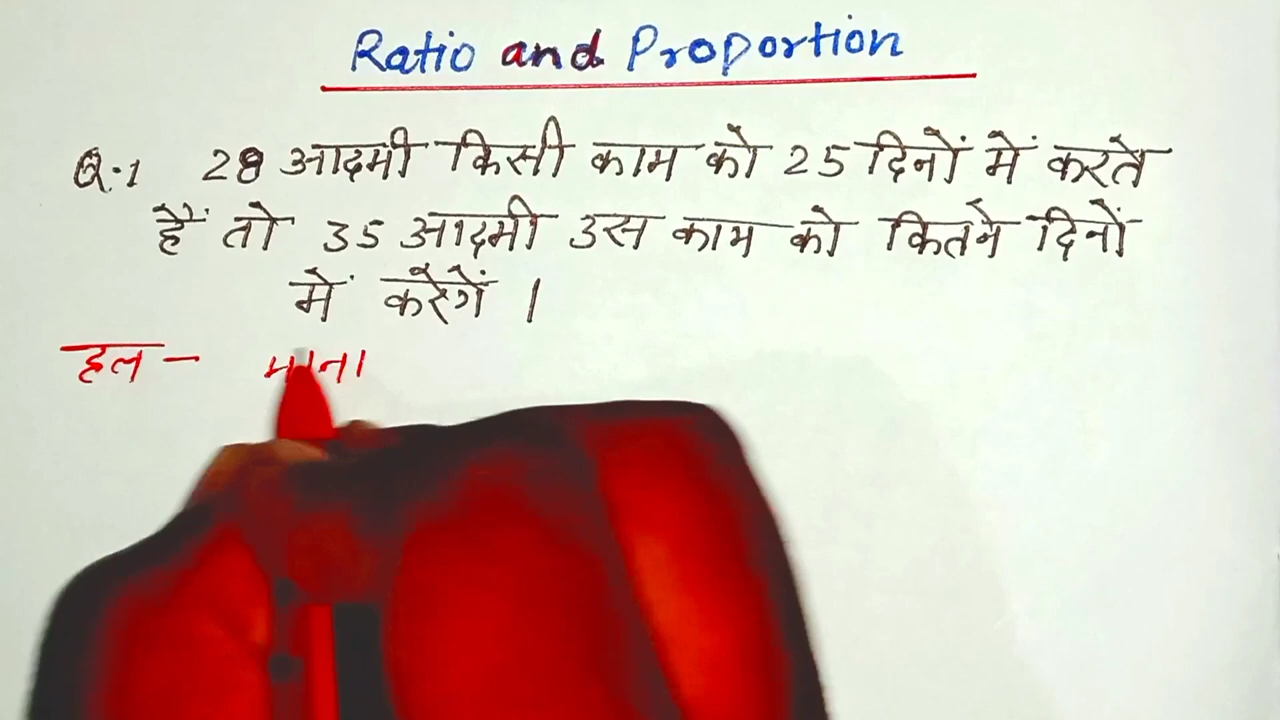 Ratio and Proportion
Q.1 28 आदमी किसी काम को 25 दिनों में करते
हैं तो 35 आदमी उस काम को कितने दिनों
में करेगें ।
हल - माना